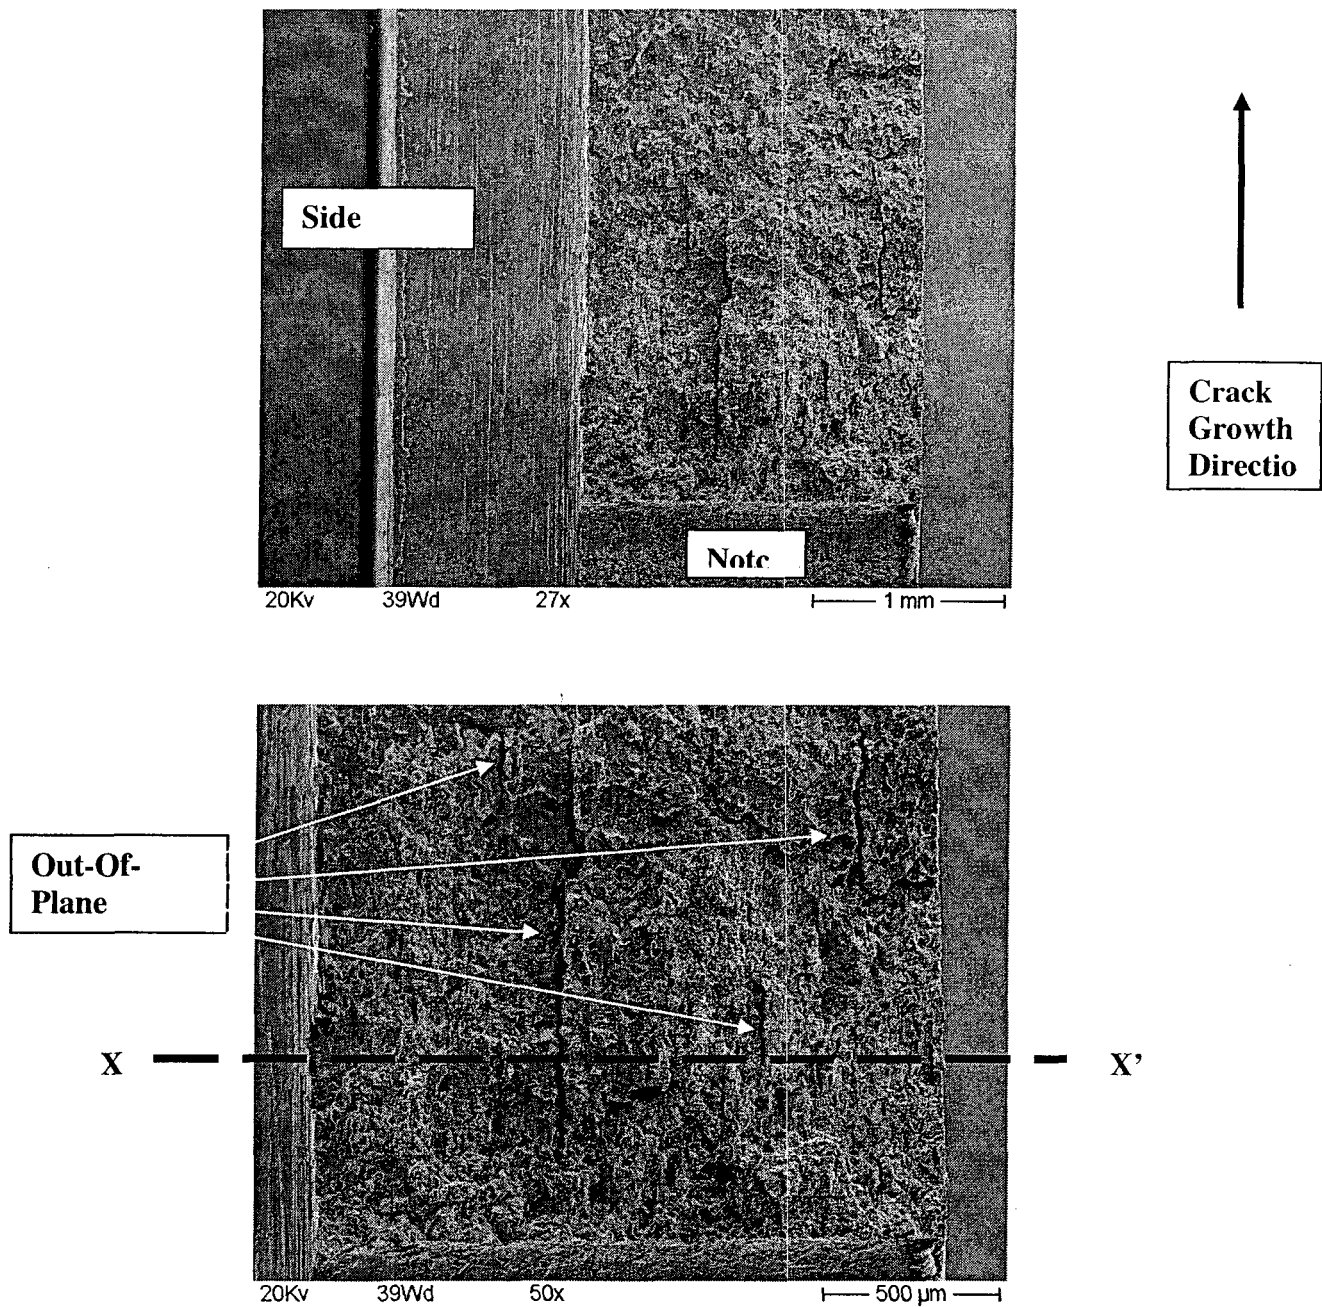 Side
Crack
Growth
Directio
Notc
20Kv 39Wd 27x 1 mm
Out-Of-
Plane
X X’
20Kv 39Wd 50x 500 µm